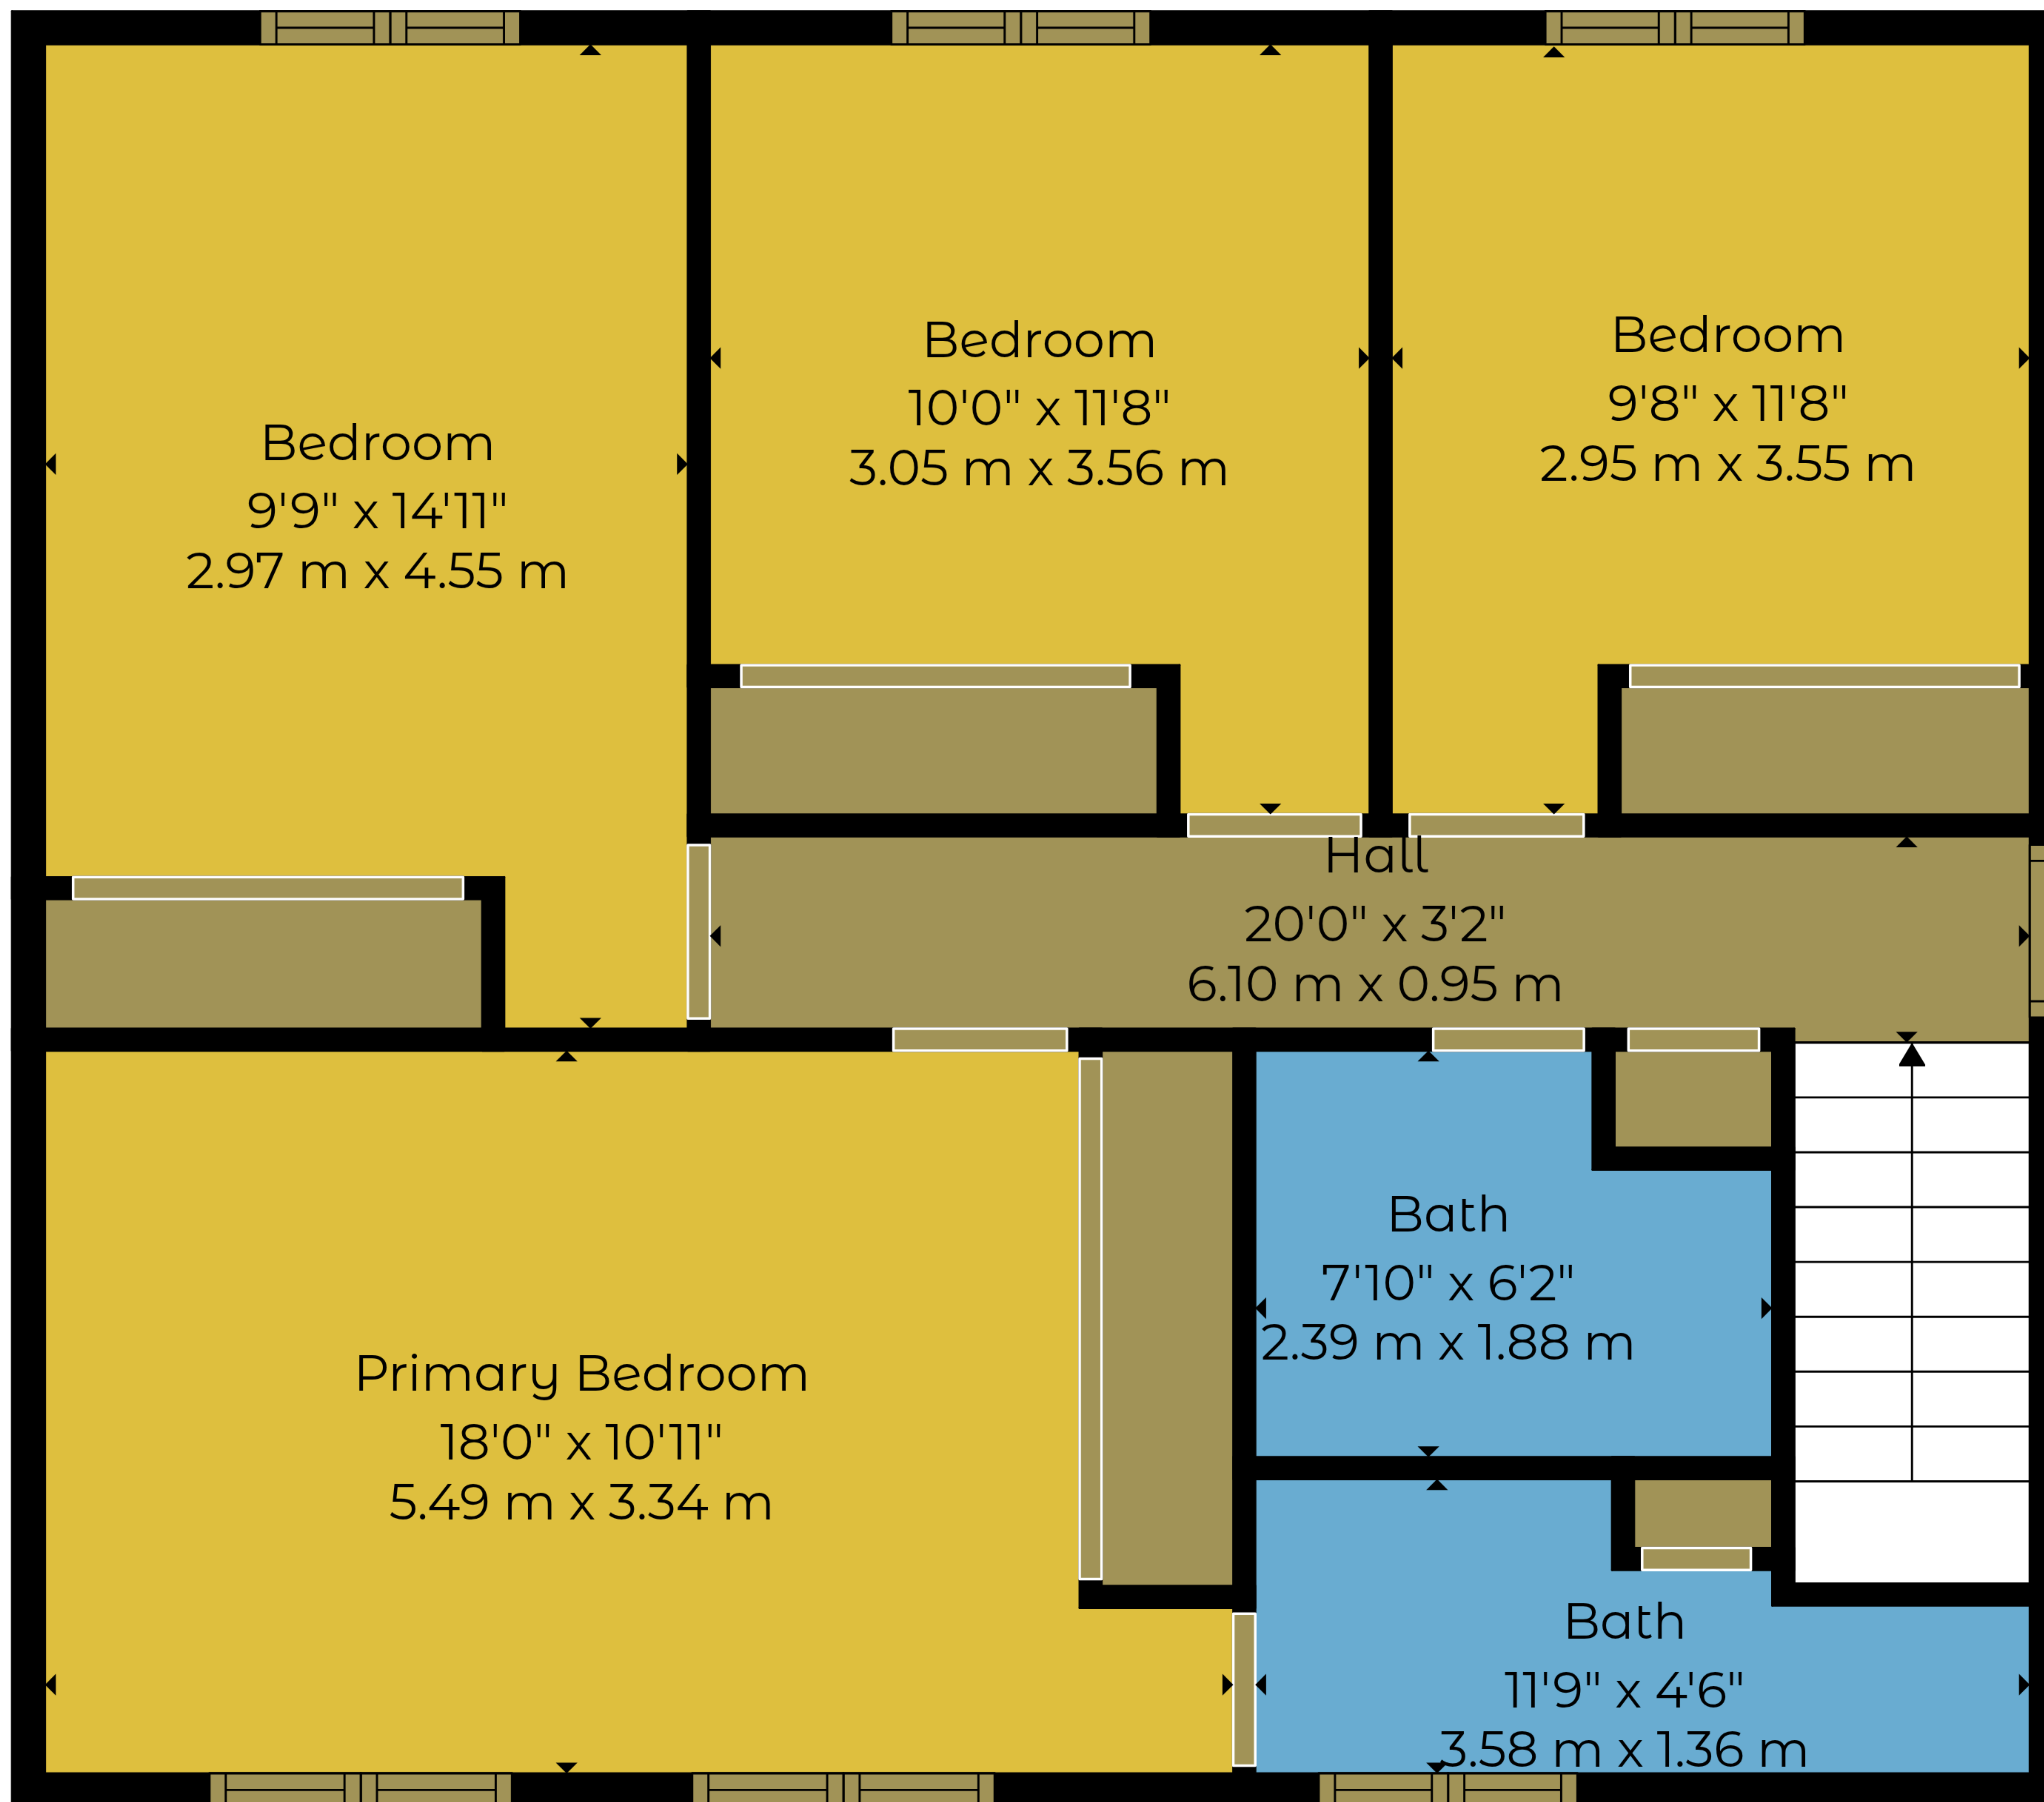 Bedroom
9'9" x 14'11"
2.97 m x 4.55 m
Bedroom
10'0" x 11'8"
3.05 m x 3.56 m
Bedroom
9'8" x 11'8"
2.95 m x 3.55 m
Hall
20'0" x 3'2"
6.10 m x 0.95 m
Primary Bedroom
18'0" x 10'11"
5.49 m x 3.34 m
Bath
7'10" x 6'2"
2.39 m x 1.88 m
Bath
11'9" x 4'6"
3.58 m x 1.36 m